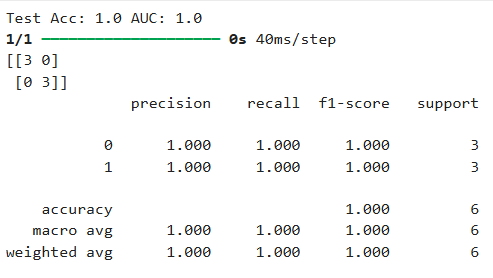 Test Acc: 1.0 AUC: 1.0
1/1 ━━━━━━━━━━━━━━━━━━━━ 0s 40ms/step
[[3 0]
 [0 3]]
              precision    recall  f1-score   support

           0      1.000     1.000     1.000         3
           1      1.000     1.000     1.000         3

    accuracy                          1.000         6
   macro avg      1.000     1.000     1.000         6
weighted avg      1.000     1.000     1.000         6